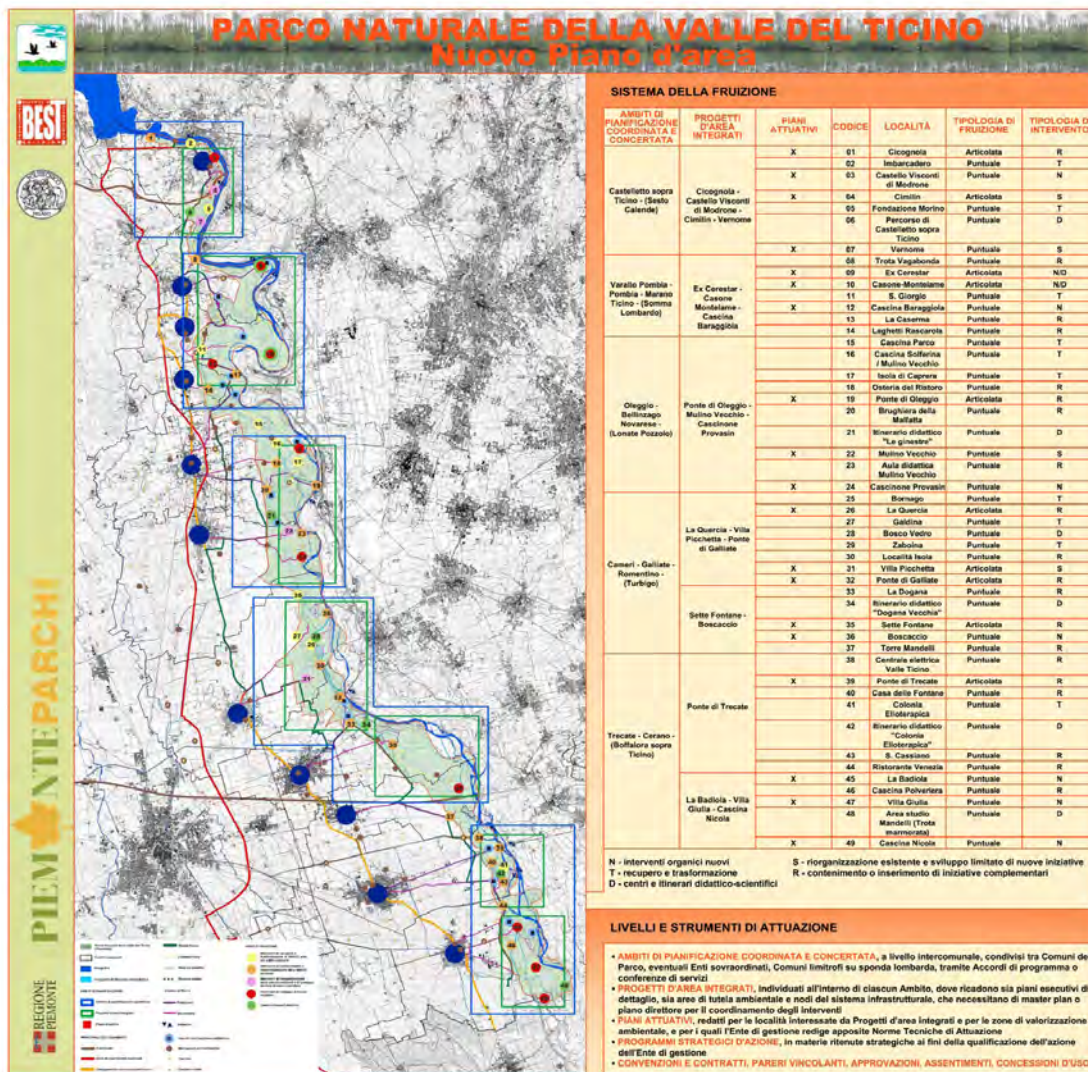 PARCO NATURALE DELLA VALLE DEL TICINO
Nuovo Piano d'area
BEST
PIEMONTEPARCHI
REGIONE
PIEMONTE
SISTEMA DELLA FRUIZIONE
AMBITI DI PIANIFICAZIONE COORDINATA E CONCERTATA PROGETTI D'AREA INTEGRATI PIANI ATTUATIVI CODICE LOCALITÀ TIPOLOGIA DI FRUIZIONE TIPOLOGIA DI INTERVENTO
Castelletto sopra Ticino - (Sesto Calende)
Cicognola - Castello Visconti di Modrone - Cimilin - Vernome
X 01 Cicognola Articolata R
02 Imbarcadero Puntuale T
X 03 Castello Visconti di Modrone Puntuale N
X 04 Cimilin Articolata S
05 Fondazione Morino Puntuale T
06 Percorso di Castelletto sopra Ticino Puntuale D
X 07 Vernome Puntuale S
Varallo Pombia - Pombia - Marano Ticino - (Somma Lombardo)
Ex Cerestar - Casone Montelame - Cascina Baraggiola
08 Trota Vagabonda Puntuale R
X 09 Ex Cerestar Articolata N/D
X 10 Casone-Montelame Articolata N/D
11 S. Giorgio Puntuale T
X 12 Cascina Baraggiola Puntuale N
13 La Caserma Puntuale R
14 Laghetti Rascarola Puntuale R
Oleggio - Bellinzago Novarese - (Lonate Pozzolo)
Ponte di Oleggio - Mulino Vecchio - Cascinone Provasin
15 Cascina Parco Puntuale T
16 Cascina Solferina / Mulino Vecchio Puntuale T
17 Isola di Caprera Puntuale T
18 Osteria del Ristoro Puntuale R
X 19 Ponte di Oleggio Articolata R
20 Brughiera della Malfatta Puntuale R
21 Itinerario didattico "Le ginestre" Puntuale D
X 22 Mulino Vecchio Puntuale S
23 Aula didattica Mulino Vecchio Puntuale R
X 24 Cascinone Provasin Puntuale N
Cameri - Galliate - Romentino - (Turbigo)
La Quercia - Villa Picchetta - Ponte di Galliate
25 Bornago Puntuale T
X 26 La Quercia Articolata R
27 Galdina Puntuale T
28 Bosco Vedro Puntuale D
29 Zaboina Puntuale T
30 Località Isola Puntuale R
X 31 Villa Picchetta Articolata S
X 32 Ponte di Galliate Articolata R
Sette Fontane - Boscaccio
33 La Dogana Puntuale R
34 Itinerario didattico "Dogana Vecchia" Puntuale D
X 35 Sette Fontane Articolata R
X 36 Boscaccio Puntuale N
37 Torre Mandelli Puntuale R
Trecate - Cerano - (Boffalora sopra Ticino)
Ponte di Trecate
38 Centrale elettrica Valle Ticino Puntuale R
X 39 Ponte di Trecate Articolata R
40 Casa delle Fontane Puntuale R
41 Colonia Elioterapica Puntuale T
42 Itinerario didattico "Colonia Elioterapica" Puntuale D
43 S. Cassiano Puntuale R
44 Ristorante Venezia Puntuale R
La Badiola - Villa Giulia - Cascina Nicola
X 45 La Badiola Puntuale N
46 Cascina Polveriera Puntuale R
X 47 Villa Giulia Puntuale N
48 Area studio Mandelli (Trota marmorata) Puntuale D
X 49 Cascina Nicola Puntuale N
N - interventi organici nuovi
S - riorganizzazione esistente e sviluppo limitato di nuove iniziative
T - recupero e trasformazione
R - contenimento o inserimento di iniziative complementari
D - centri e itinerari didattico-scientifici
LIVELLI E STRUMENTI DI ATTUAZIONE
• AMBITI DI PIANIFICAZIONE COORDINATA E CONCERTATA, a livello intercomunale, condivisi tra Comuni de
Parco, eventuali Enti sovraordinati, Comuni limitrofi su sponda lombarda, tramite Accordi di programma o
conferenze di servizi
• PROGETTI D'AREA INTEGRATI, individuati all'interno di ciascun Ambito, dove ricadono sia piani esecutivi di
dettaglio, sia aree di tutela ambientale e nodi del sistema infrastrutturale, che necessitano di master plan o
piano direttore per il coordinamento degli interventi
• PIANI ATTUATIVI, redatti per le località interessate da Progetti d'area integrati e per le zone di valorizzazione
ambientale, e per i quali l'Ente di gestione redige apposite Norme Tecniche di Attuazione
• PROGRAMMI STRATEGICI D'AZIONE, in materie ritenute strategiche ai fini della qualificazione dell'azione
dell'Ente di gestione
• CONVENZIONI E CONTRATTI, PARERI VINCOLANTI, APPROVAZIONI, ASSENTIMENTI, CONCESSIONI D'USO